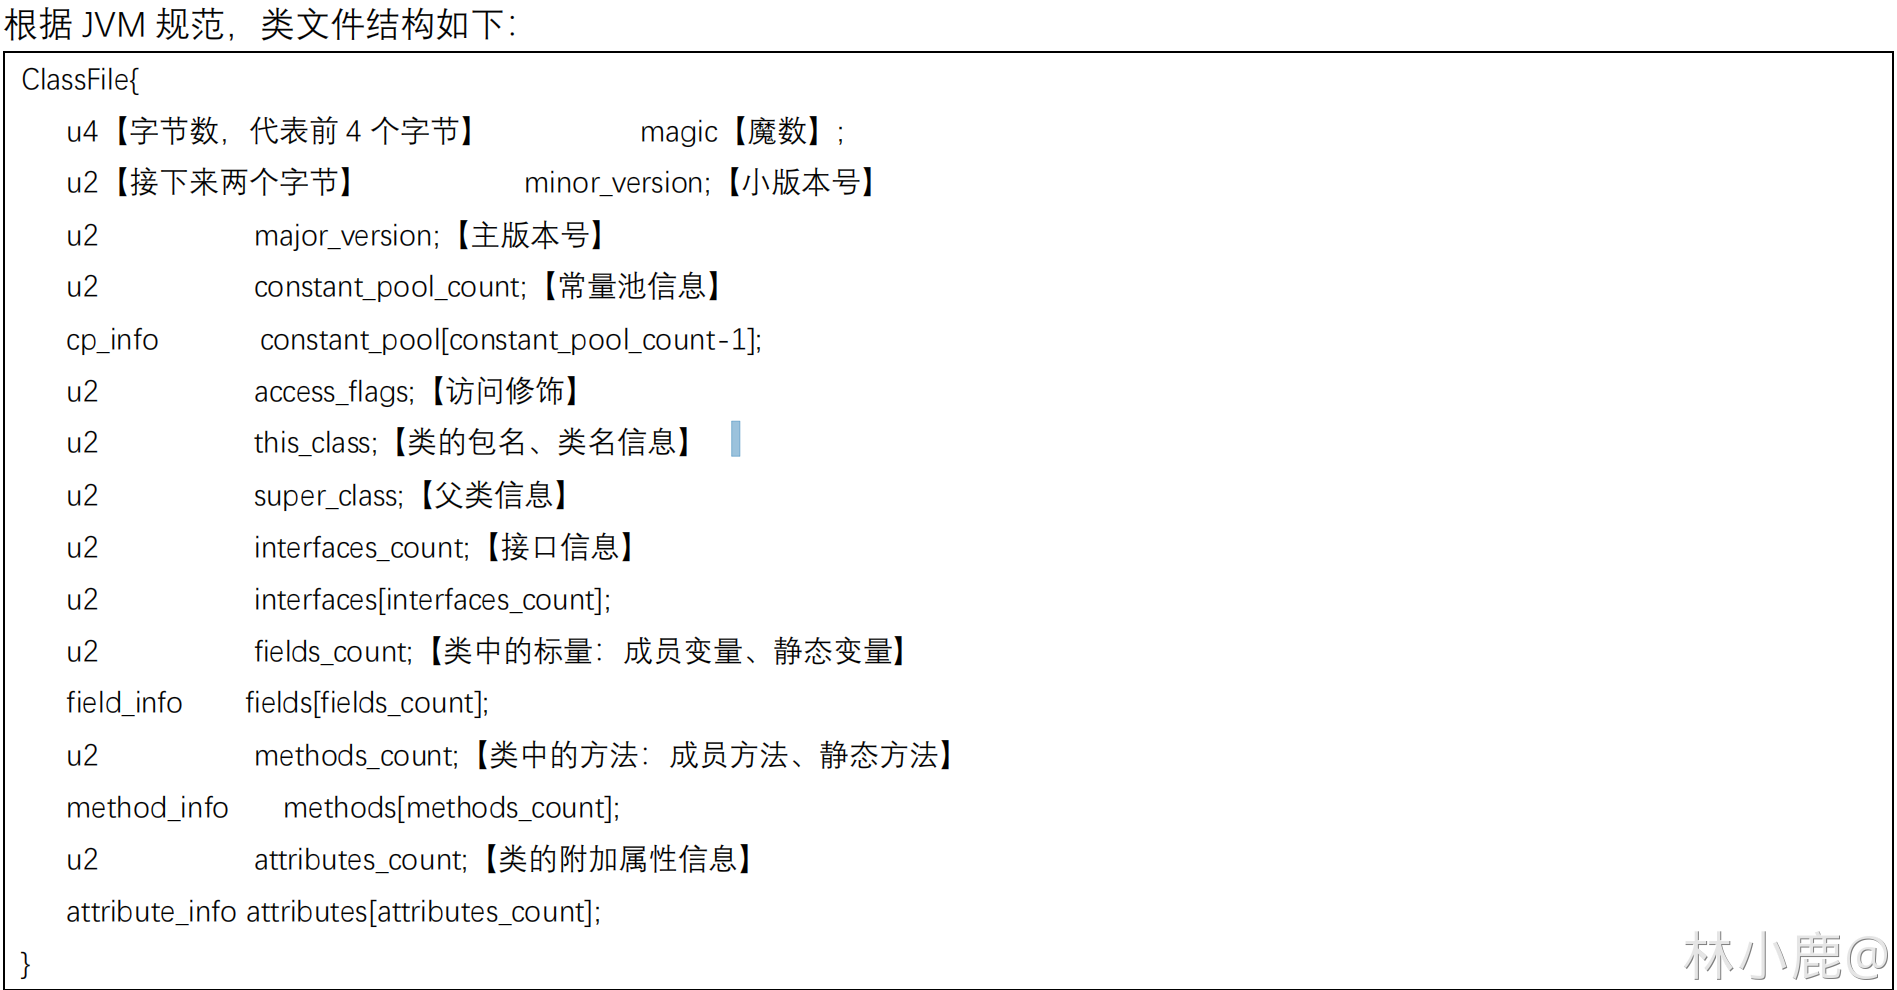 根据 JVM 规范，类文件结构如下：
ClassFile{
u4【字节数，代表前 4 个字节】 magic【魔数】;
u2【接下来两个字节】 minor_version;【小版本号】
u2 major_version;【主版本号】
u2 constant_pool_count;【常量池信息】
cp_info constant_pool[constant_pool_count-1];
u2 access_flags;【访问修饰】
u2 this_class;【类的包名、类名信息】
u2 super_class;【父类信息】
u2 interfaces_count;【接口信息】
u2 interfaces[interfaces_count];
u2 fields_count;【类中的标量：成员变量、静态变量】
field_info fields[fields_count];
u2 methods_count;【类中的方法：成员方法、静态方法】
method_info methods[methods_count];
u2 attributes_count;【类的附加属性信息】
attribute_info attributes[attributes_count];
}
林小鹿@